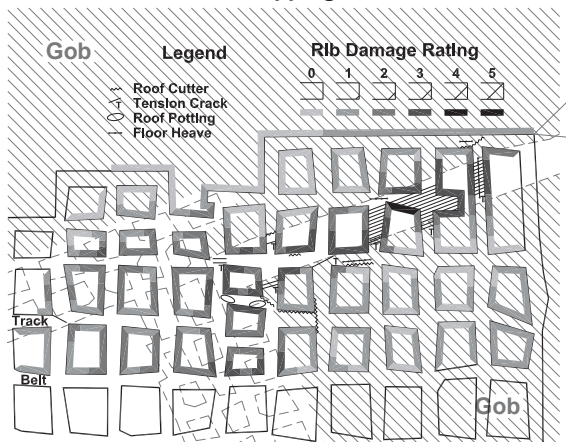 Gob
Legend
Rib Damage Rating
0 1 2 3 4 5
Roof Cutter
Tension Crack
Roof Potting
Floor Heave
Track
Belt
Gob